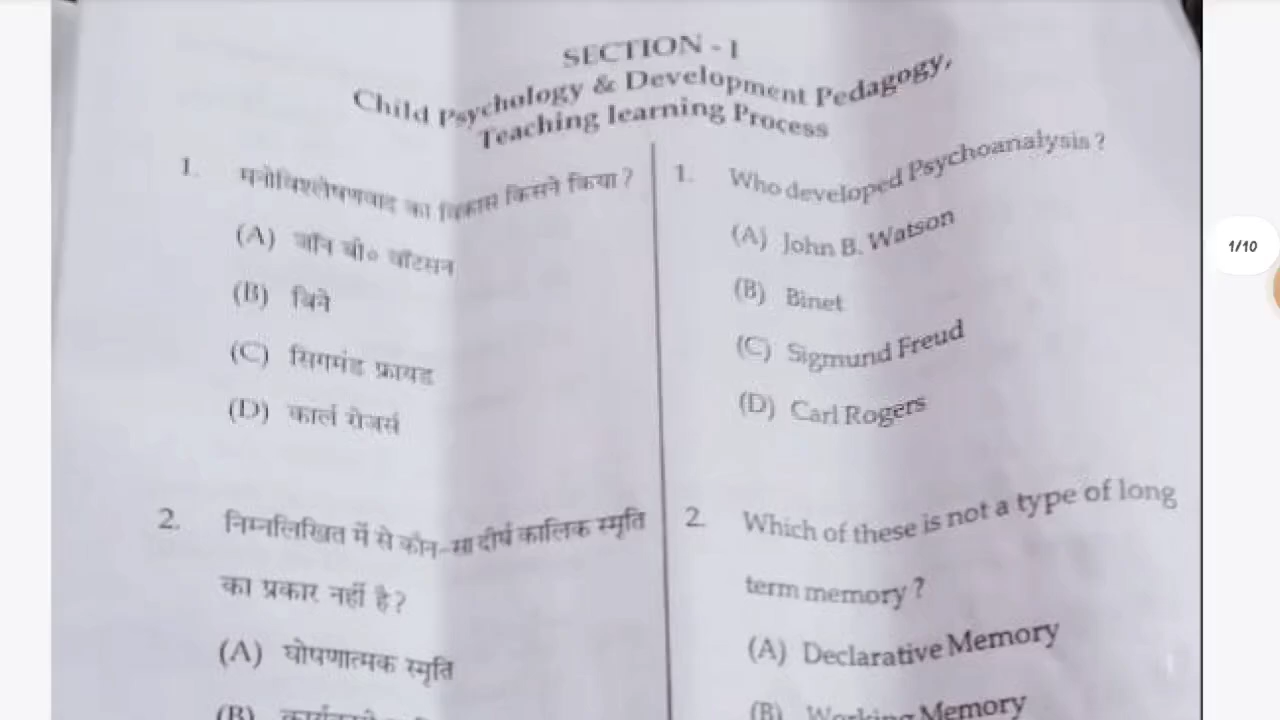 SECTION - I
Child Psychology & Development Pedagogy,
Teaching learning Process
1. मनोविश्लेषणवाद का विकास किसने किया ?
(A) जॉन बी० वॉटसन
(B) बिने
(C) सिगमंड फ्रायड
(D) कार्ल रोजर्स
2. निम्नलिखित में से कौन-सा दीर्घ कालिक स्मृति
का प्रकार नहीं है ?
(A) घोषणात्मक स्मृति
(B)
1. Who developed Psychoanalysis ?
(A) John B. Watson
(B) Binet
(C) Sigmund Freud
(D) Carl Rogers
2. Which of these is not a type of long
term memory ?
(A) Declarative Memory
(B) Working Memory
1/10